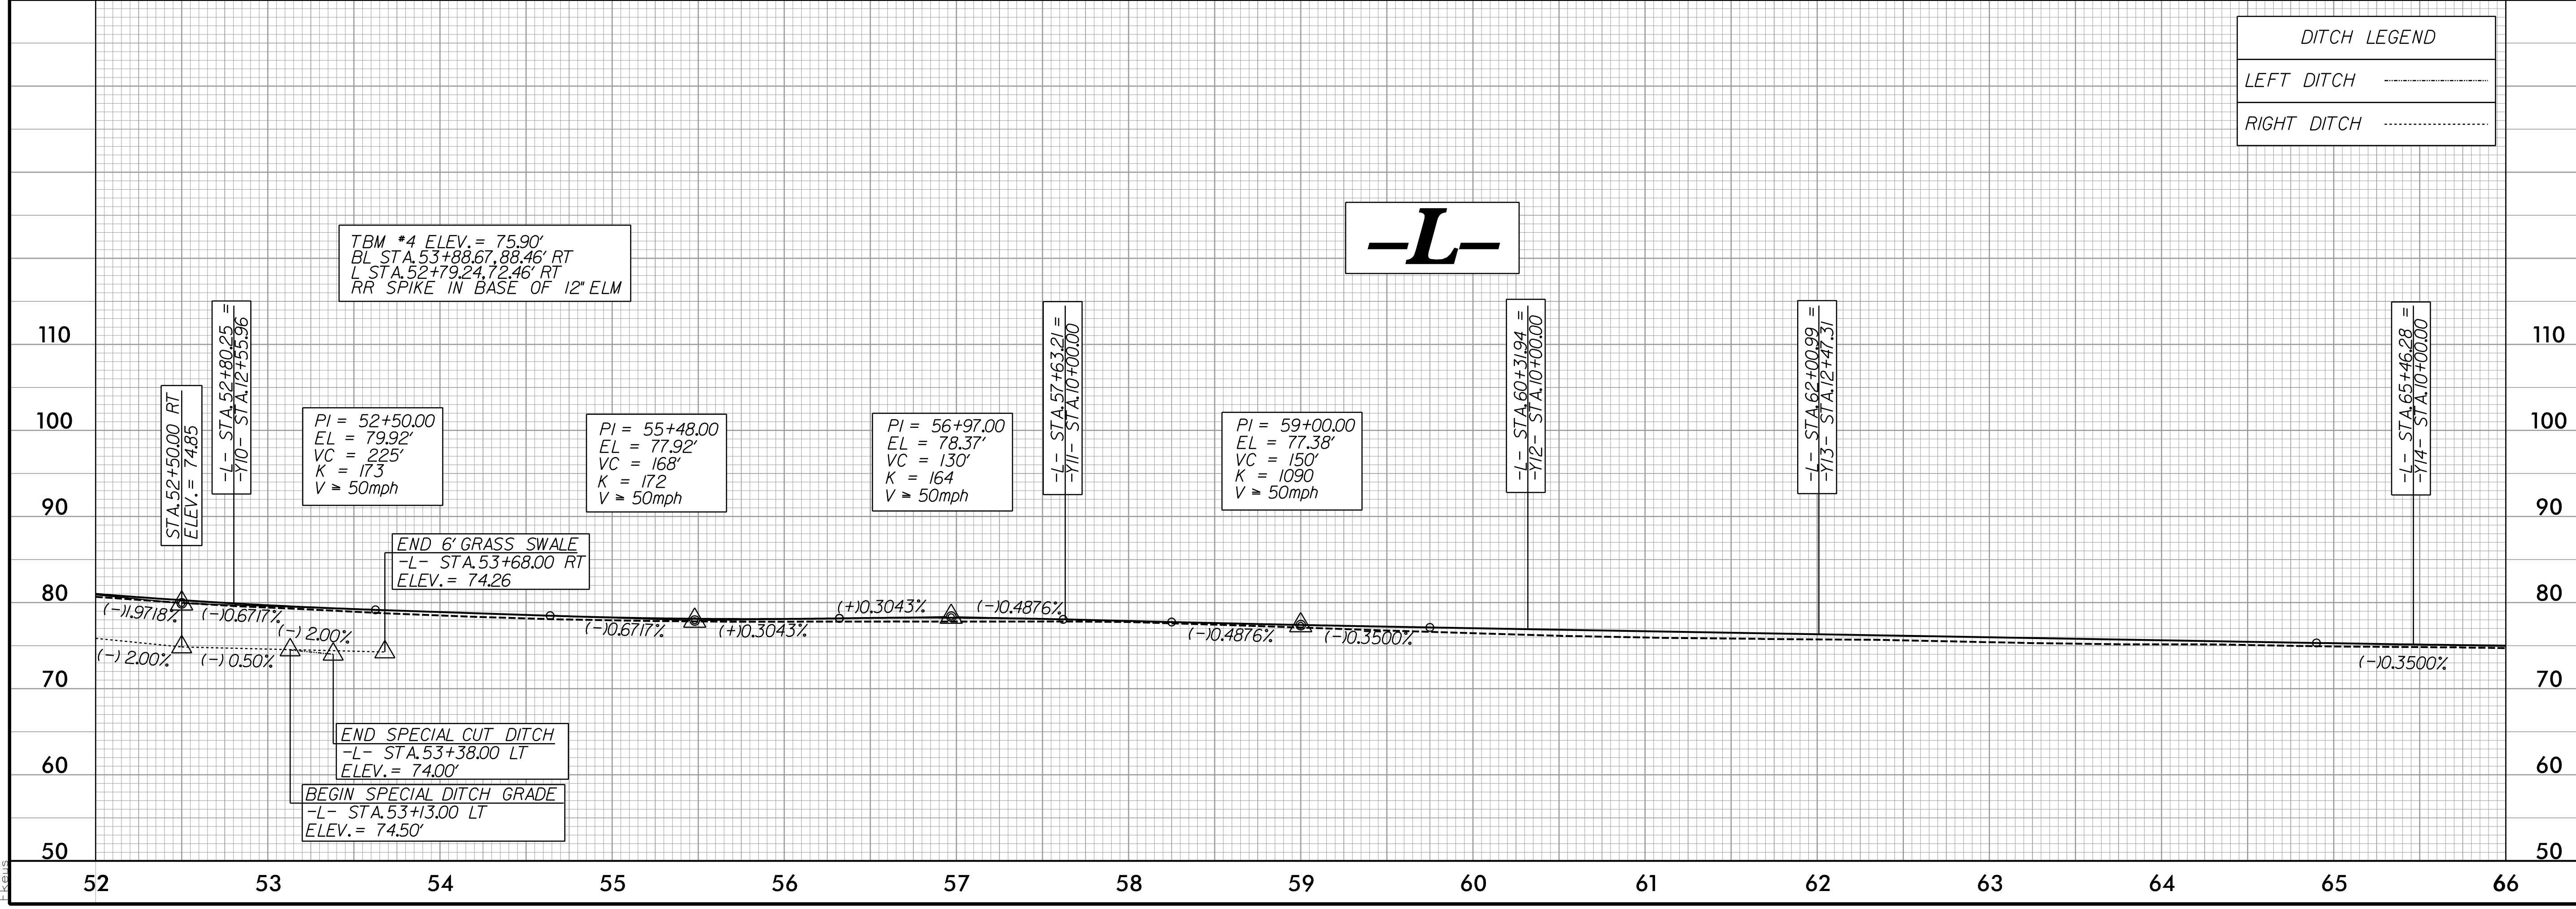 DITCH LEGEND
LEFT DITCH
RIGHT DITCH
-L-
TBM #4 ELEV.= 75.90'
BL STA.53+88.67,88.46' RT
L STA.52+79.24,72.46' RT
RR SPIKE IN BASE OF 12" ELM
STA.52+50.00 RT
ELEV.= 74.85
-L- STA.52+80.25 =
-Y10- STA.12+55.96
PI = 52+50.00
EL = 79.92'
VC = 225'
K = 173
V ≥ 50mph
PI = 55+48.00
EL = 77.92'
VC = 168'
K = 172
V ≥ 50mph
PI = 56+97.00
EL = 78.37'
VC = 130'
K = 164
V ≥ 50mph
-L- STA.57+63.21 =
-Y11- STA.10+00.00
PI = 59+00.00
EL = 77.38'
VC = 150'
K = 1090
V ≥ 50mph
-L- STA.60+31.94 =
-Y12- STA.10+00.00
-L- STA.62+00.99 =
-Y13- STA.12+47.31
-L- STA.65+46.28 =
-Y14- STA.10+00.00
END 6' GRASS SWALE
-L- STA.53+68.00 RT
ELEV.= 74.26
(-)1.9718%
(-)0.6717%
(-)0.6717%
(+)0.3043%
(+)0.3043%
(-)0.4876%
(-)0.4876%
(-)0.3500%
(-)0.3500%
(-)2.00%
(-)2.00%
(-)0.50%
END SPECIAL CUT DITCH
-L- STA.53+38.00 LT
ELEV.= 74.00'
BEGIN SPECIAL DITCH GRADE
-L- STA.53+13.00 LT
ELEV.= 74.50'
110
100
90
80
70
60
50
110
100
90
80
70
60
50
52 53 54 55 56 57 58 59 60 61 62 63 64 65 66